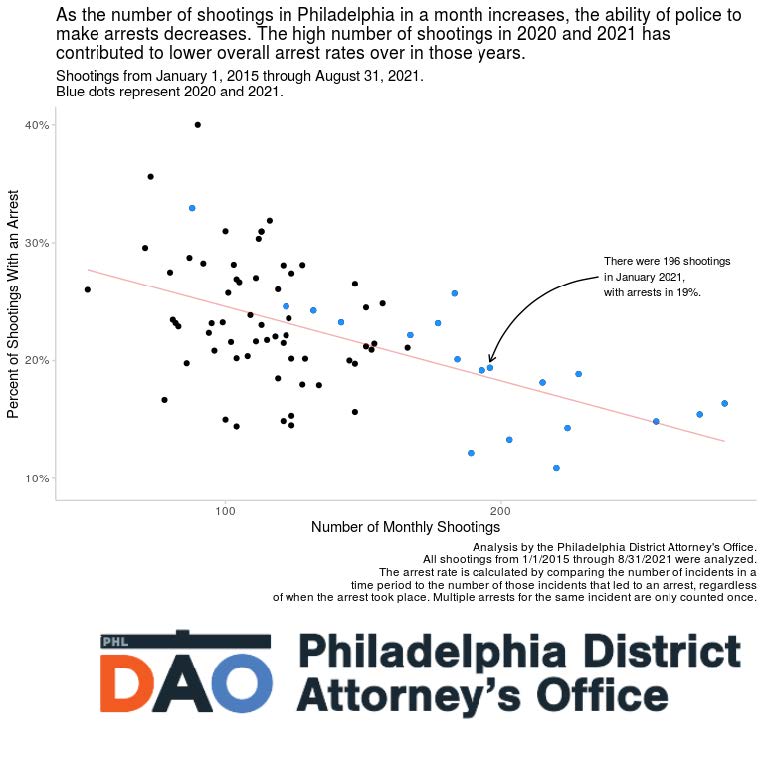 As the number of shootings in Philadelphia in a month increases, the ability of police to
make arrests decreases. The high number of shootings in 2020 and 2021 has
contributed to lower overall arrest rates over in those years.
Shootings from January 1, 2015 through August 31, 2021.
Blue dots represent 2020 and 2021.
40%
30%
20%
10%
Percent of Shootings With an Arrest
There were 196 shootings
in January 2021,
with arrests in 19%.
100
200
Number of Monthly Shootings
Analysis by the Philadelphia District Attorney's Office.
All shootings from 1/1/2015 through 8/31/2021 were analyzed.
The arrest rate is calculated by comparing the number of incidents in a
time period to the number of those incidents that led to an arrest, regardless
of when the arrest took place. Multiple arrests for the same incident are only counted once.
PHL
DAO
Philadelphia District
Attorney's Office